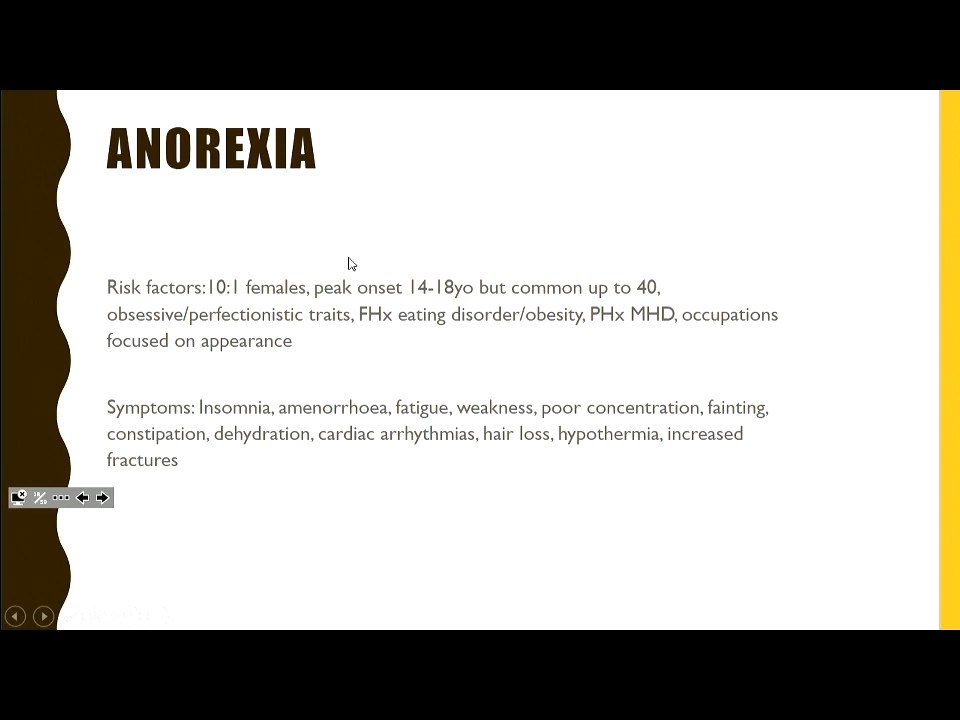 ANOREXIA
Risk factors:10:1 females, peak onset 14-18yo but common up to 40,
obsessive/perfectionistic traits, FHx eating disorder/obesity, PHx MHD, occupations
focused on appearance
Symptoms: Insomnia, amenorrhoea, fatigue, weakness, poor concentration, fainting,
constipation, dehydration, cardiac arrhythmias, hair loss, hypothermia, increased
fractures